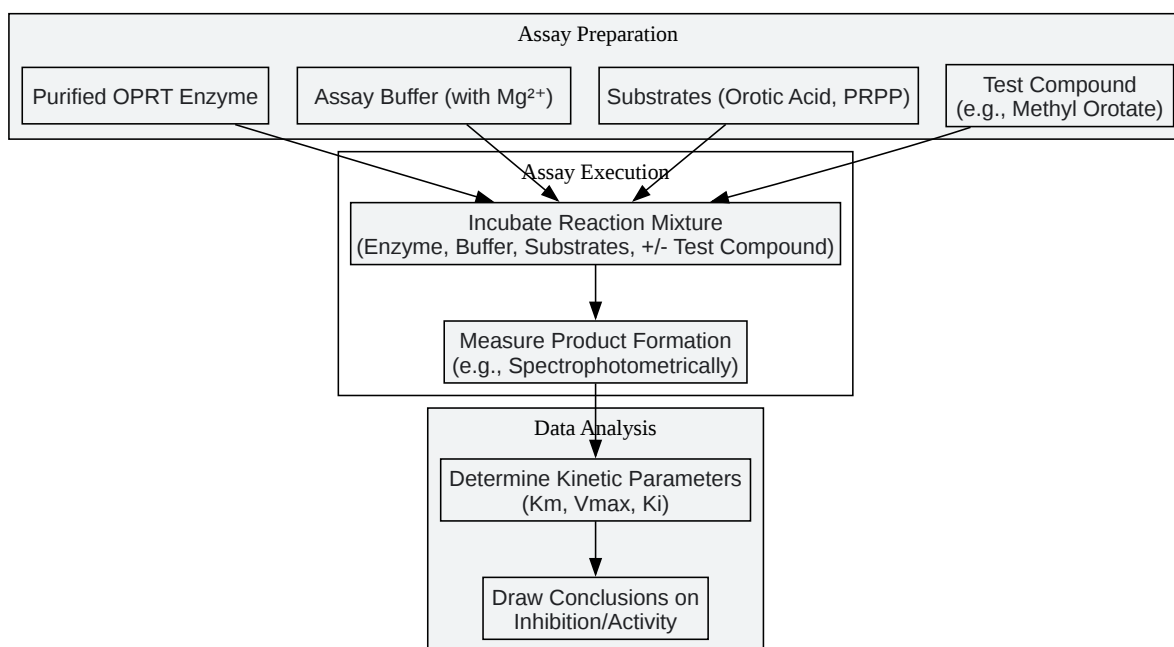 Assay Preparation
Purified OPRT Enzyme
Assay Buffer (with Mg²⁺)
Substrates (Orotic Acid, PRPP)
Test Compound
(e.g., Methyl Orotate)
Assay Execution
Incubate Reaction Mixture
(Enzyme, Buffer, Substrates, +/- Test Compound)
Measure Product Formation
(e.g., Spectrophotometrically)
Data Analysis
Determine Kinetic Parameters
(Km, Vmax, Ki)
Draw Conclusions on
Inhibition/Activity